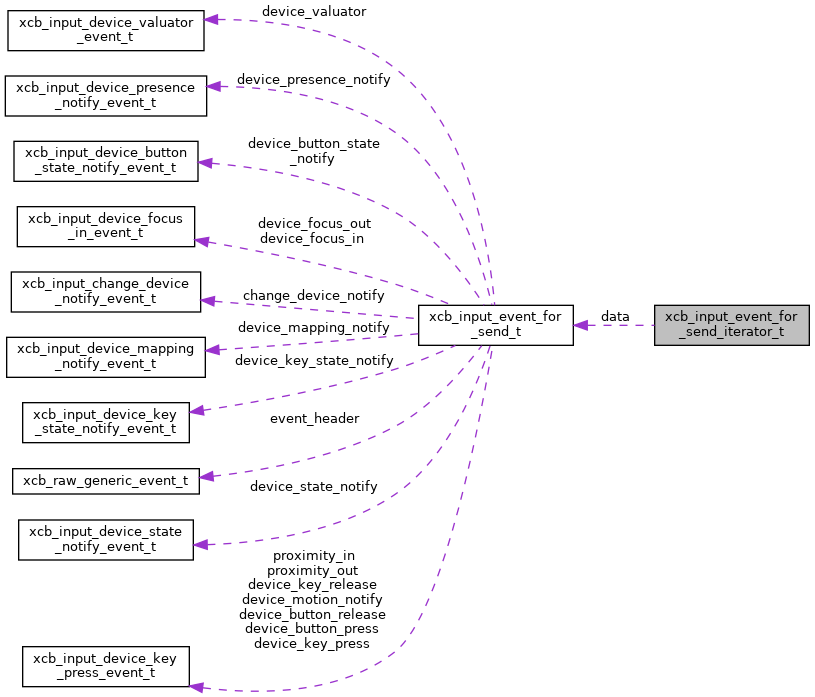 xcb_input_device_valuator
_event_t
device_valuator
xcb_input_device_presence
_notify_event_t
device_presence_notify
xcb_input_device_button
_state_notify_event_t
device_button_state
_notify
xcb_input_device_focus
_in_event_t
device_focus_out
device_focus_in
xcb_input_change_device
_notify_event_t
change_device_notify
xcb_input_event_for
_send_t
data
xcb_input_event_for
_send_iterator_t
xcb_input_device_mapping
_notify_event_t
device_mapping_notify
device_key_state_notify
xcb_input_device_key
_state_notify_event_t
event_header
xcb_raw_generic_event_t
device_state_notify
xcb_input_device_state
_notify_event_t
proximity_in
proximity_out
device_key_release
device_motion_notify
device_button_release
device_button_press
device_key_press
xcb_input_device_key
_press_event_t